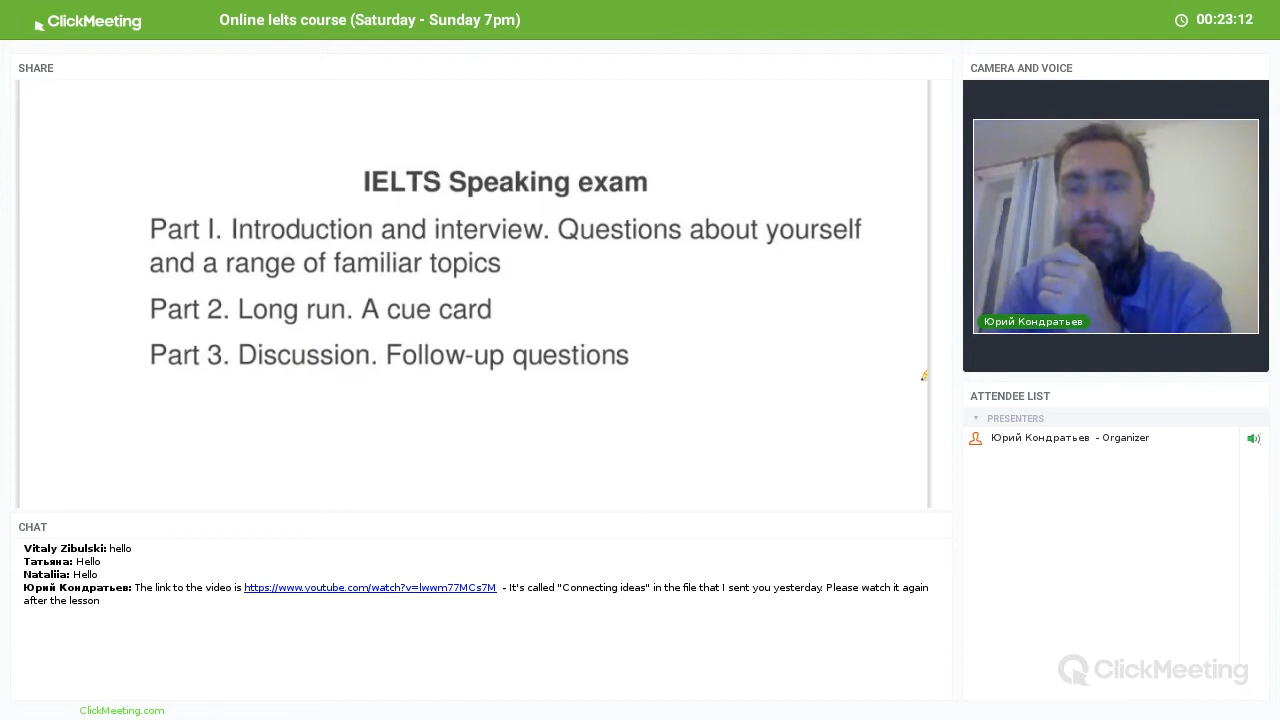 ClickMeeting
Online Ielts course (Saturday - Sunday 7pm)
00:23:12
SHARE
IELTS Speaking exam
Part I. Introduction and interview. Questions about yourself
and a range of familiar topics
Part 2. Long run. A cue card
Part 3. Discussion. Follow-up questions
CAMERA AND VOICE
Юрий Кондратьев
ATTENDEE LIST
PRESENTERS
Юрий Кондратьев - Organizer
CHAT
Vitaly Zibulski: hello
Татьяна: Hello
Nataliia: Hello
Юрий Кондратьев: The link to the video is https://www.youtube.com/watch?v=lwwm77MCs7M - It's called "Connecting ideas" in the file that I sent you yesterday. Please watch it again
after the lesson
ClickMeeting
ClickMeeting.com